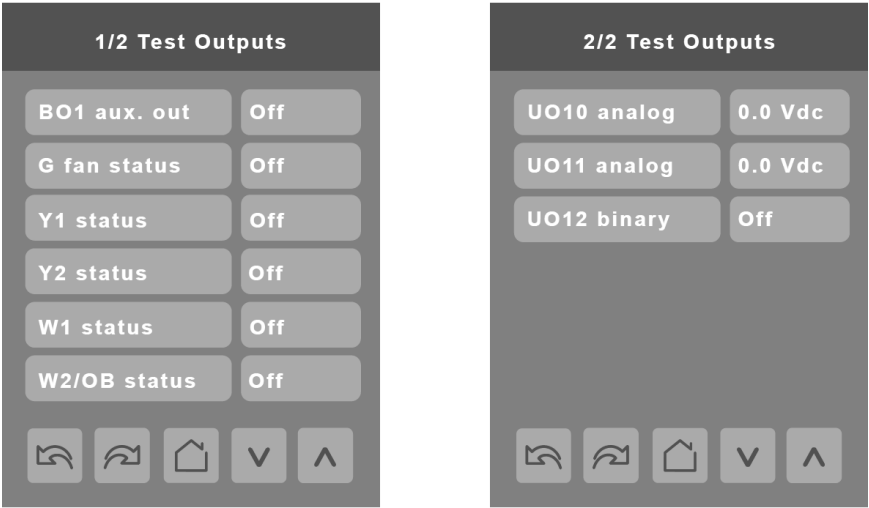 1/2 Test Outputs
BO1 aux. out Off
G fan status Off
Y1 status Off
Y2 status Off
W1 status Off
W2/OB status Off
2/2 Test Outputs
UO10 analog 0.0 Vdc
UO11 analog 0.0 Vdc
UO12 binary Off